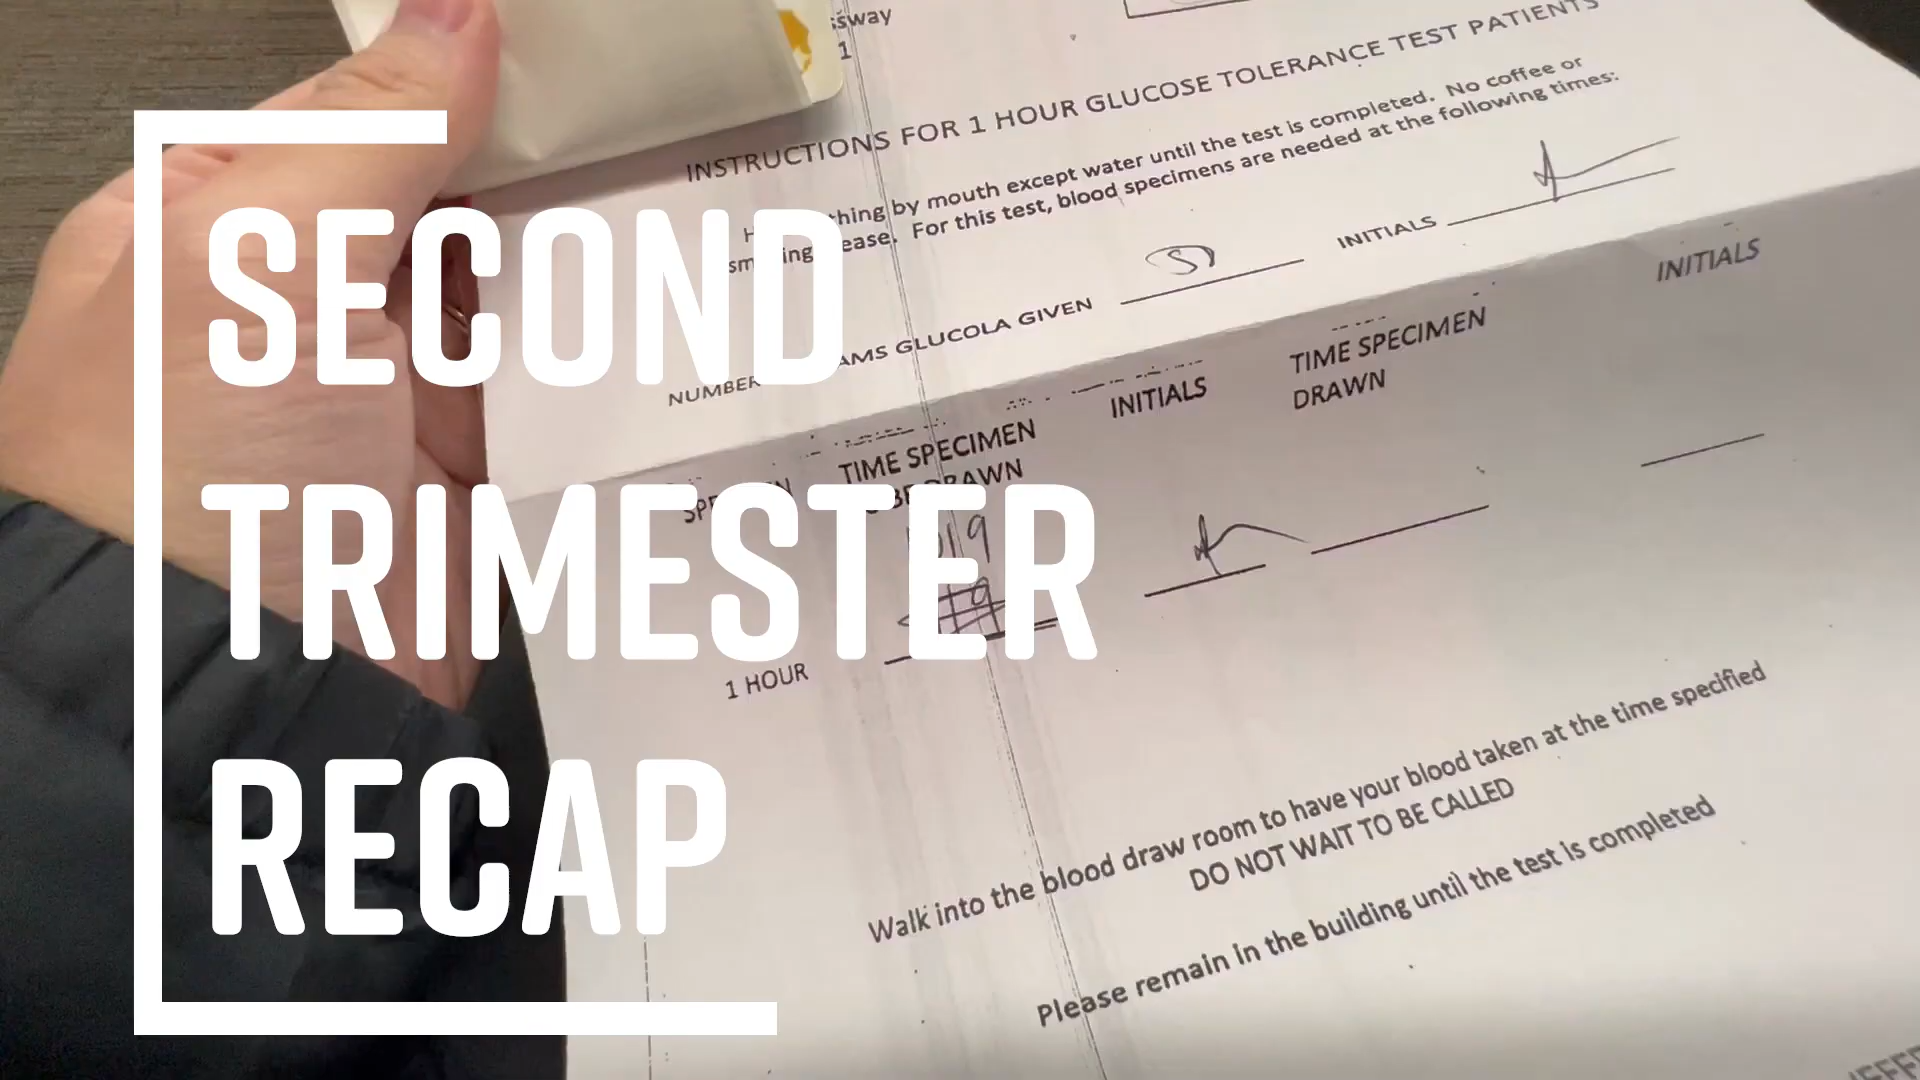 SECOND
TRIMESTER
RECAP
1
INSTRUCTIONS FOR 1 HOUR GLUCOSE TOLERANCE TEST PATIENTS
by mouth except water until the test is completed. No coffee or
For this test, blood specimens are needed at the following times:
NUMBER GLUCOLA GIVEN INITIALS
TIME SPECIMEN INITIALS TIME SPECIMEN INITIALS
DRAWN DRAWN
1 HOUR
Walk into the blood draw room to have your blood taken at the time specified
DO NOT WAIT TO BE CALLED
Please remain in the building until the test is completed